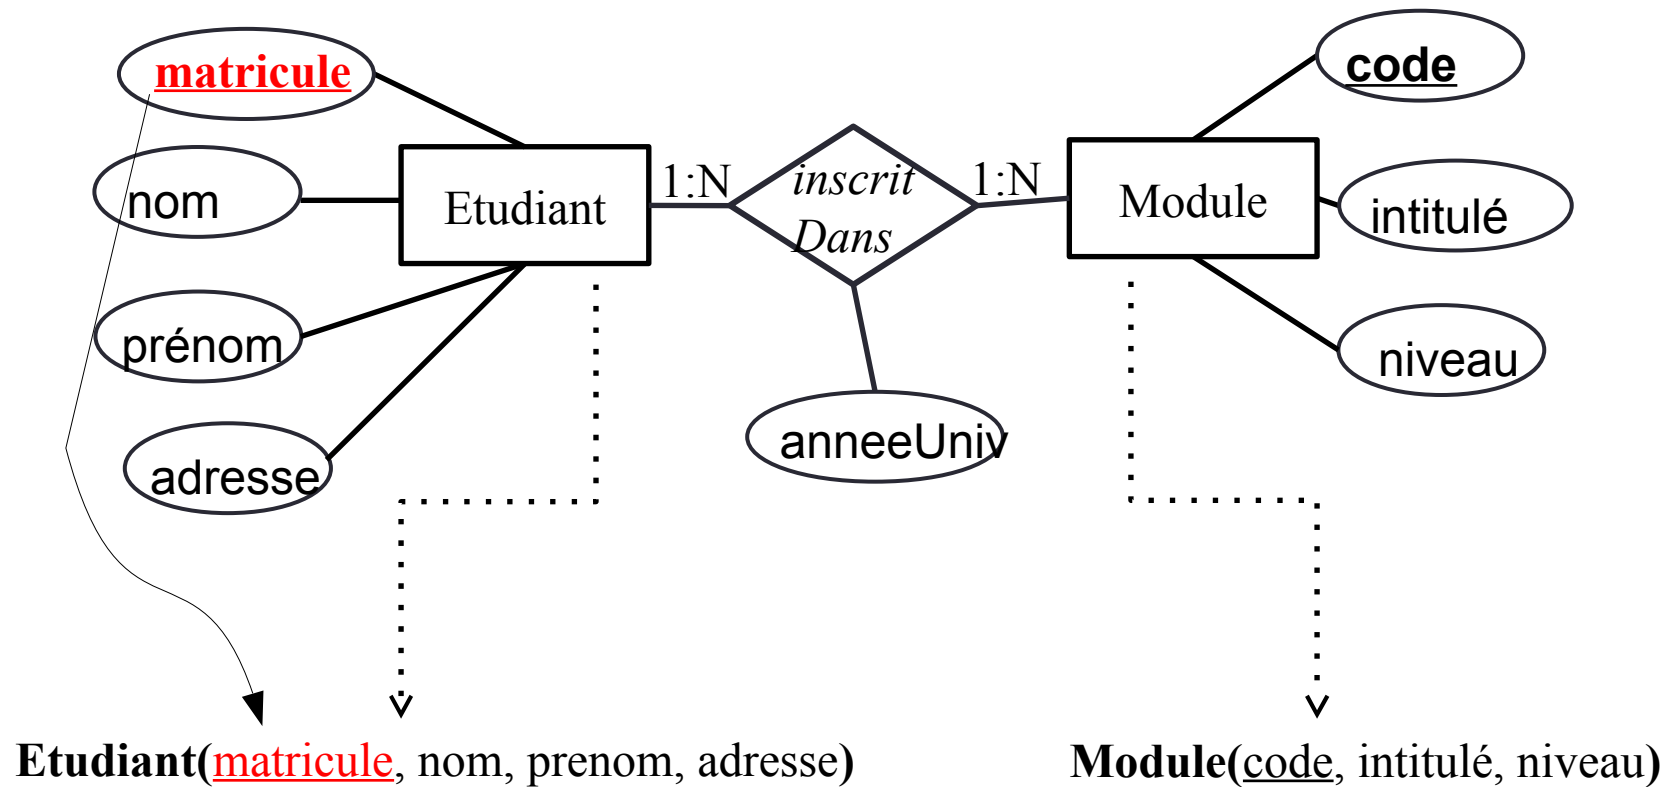 matricule
code
nom
Etudiant
1:N
inscrit
Dans
1:N
Module
intitulé
prénom
niveau
adresse
anneeUniv
Etudiant(matricule, nom, prenom, adresse)
Module(code, intitulé, niveau)